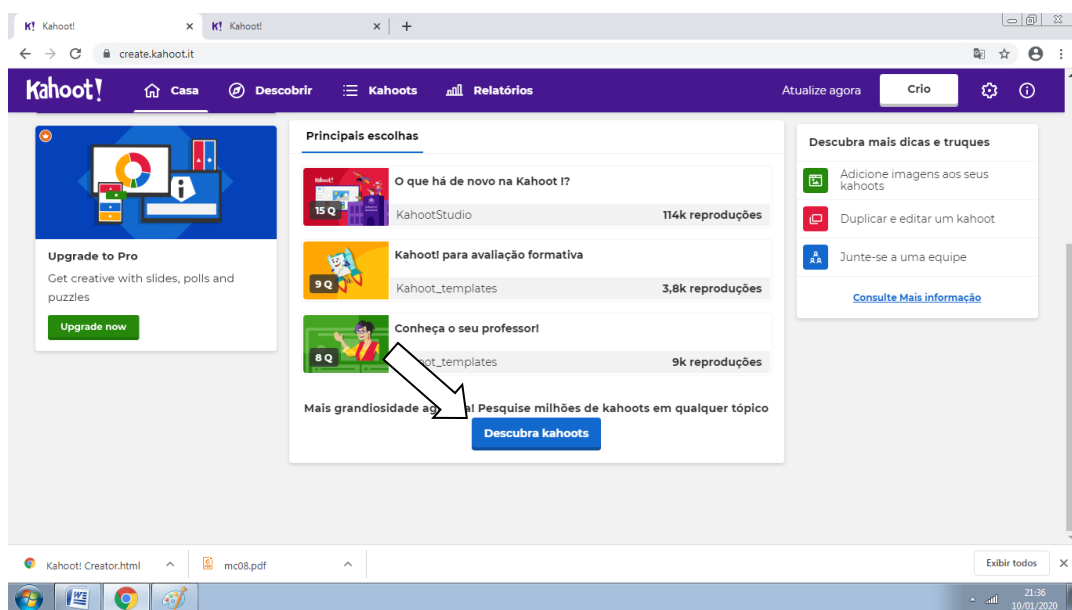 K! Kahoot!
K! Kahoot!
create.kahoot.it
Kahoot!
Casa
Descobrir
Kahoots
Relatórios
Atualize agora
Crio
Upgrade to Pro
Get creative with slides, polls and
puzzles
Upgrade now
Principais escolhas
Kahoot!
15 Q
O que há de novo na Kahoot !?
KahootStudio
114k reproduções
9 Q
Kahoot! para avaliação formativa
Kahoot_templates
3,8k reproduções
8 Q
Conheça o seu professor!
_templates
9k reproduções
Mais grandiosidade Pesquise milhões de kahoots em qualquer tópico
Descubra kahoots
Descubra mais dicas e truques
Adicione imagens aos seus
kahoots
Duplicar e editar um kahoot
Junte-se a uma equipe
Consulte Mais informação
Kahoot! Creator.html
mc08.pdf
Exibir todos
21:36
10/01/2020